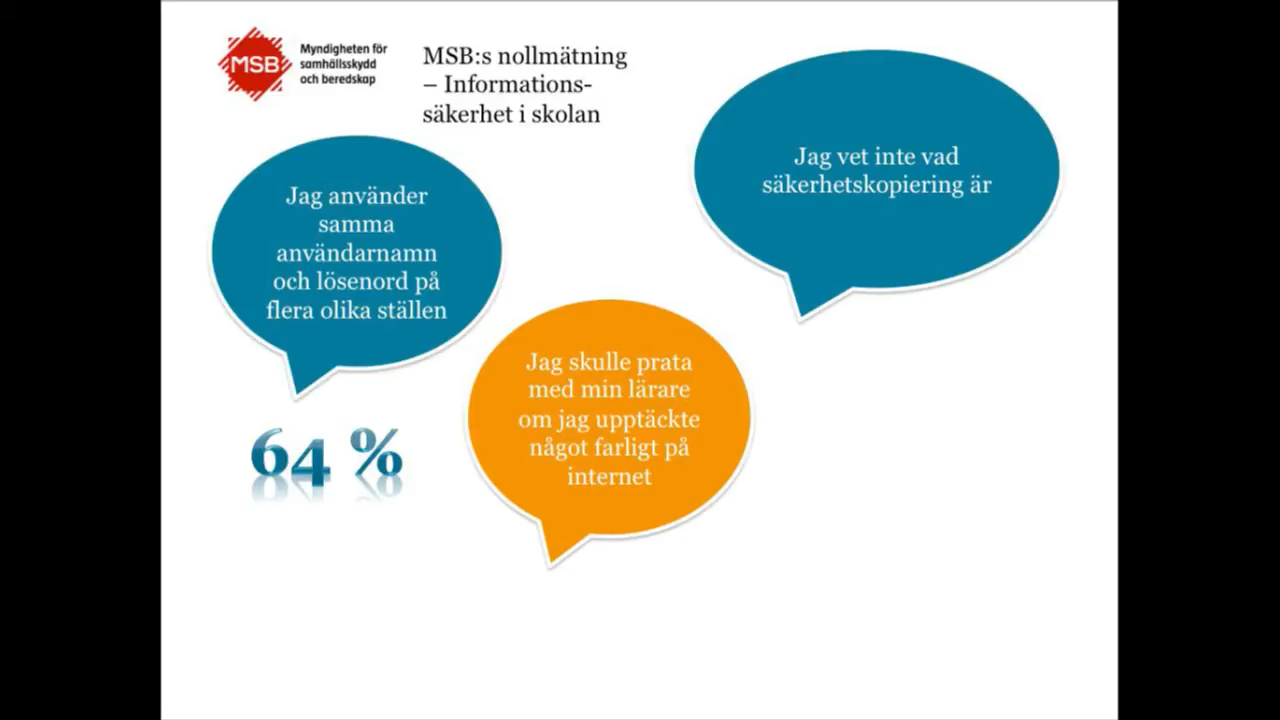 MSB
Myndigheten för
samhällsskydd
och beredskap
MSB:s nollmätning
– Informations-
säkerhet i skolan
Jag använder
samma
användarnamn
och lösenord på
flera olika ställen
64 %
Jag skulle prata
med min lärare
om jag upptäckte
något farligt på
internet
Jag vet inte vad
säkerhetskopiering är